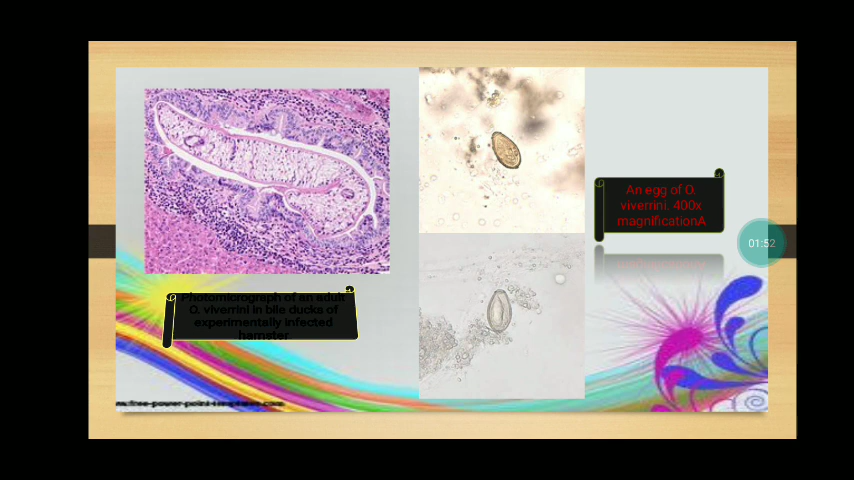 Photomicrograph of an adult
O. viverrini in bile ducks of
experimentally infected
hamster
An egg of O.
viverrini. 400x
magnificationA
01:52